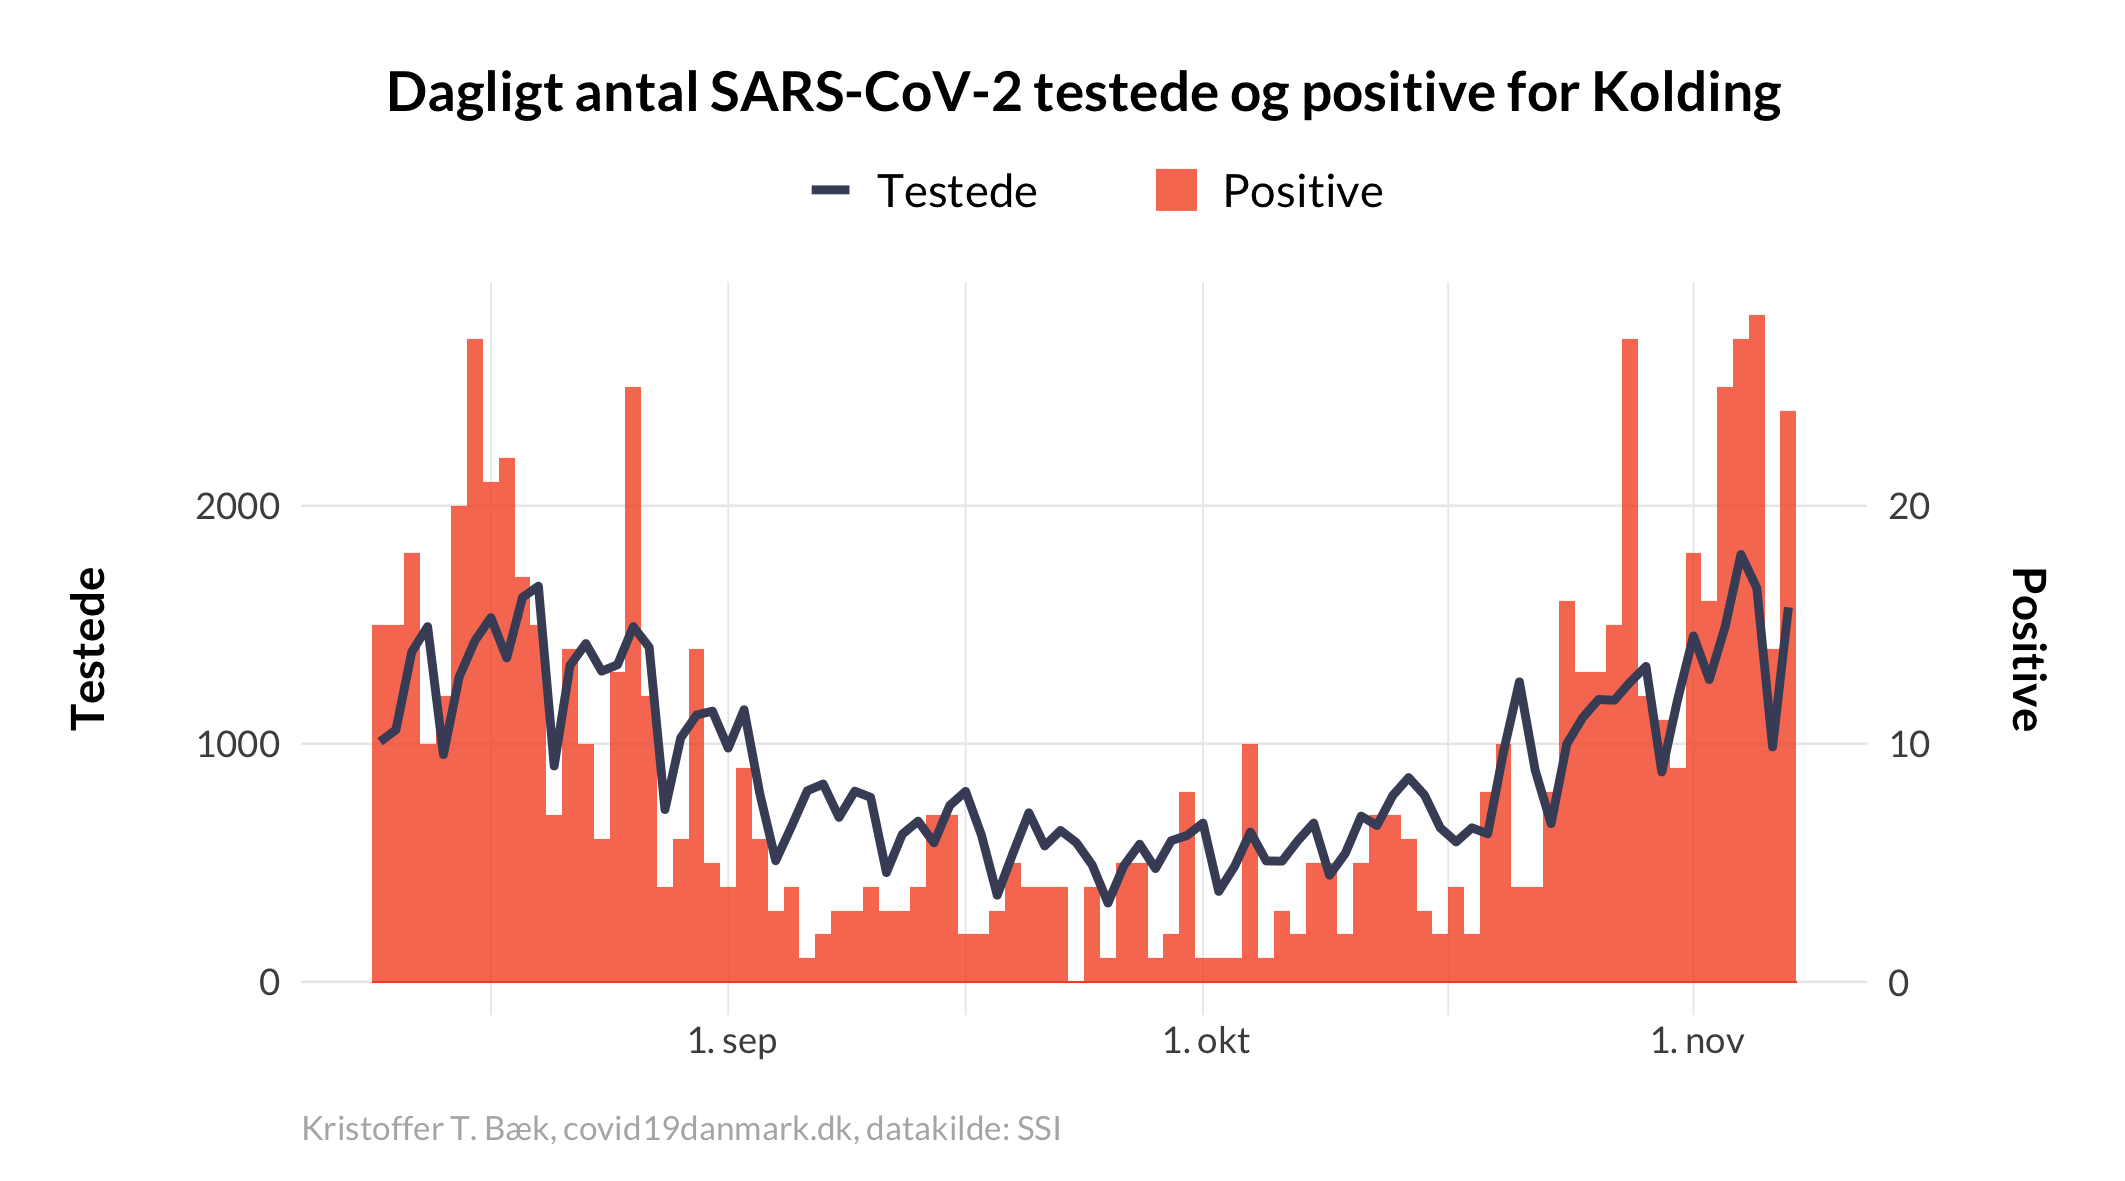 Dagligt antal SARS-CoV-2 testede og positive for Kolding
Testede
Positive
2000
1000
0
Testede
20
10
0
Positive
1. sep
1. okt
1. nov
Kristoffer T. Bæk, covid19danmark.dk, datakilde: SSI